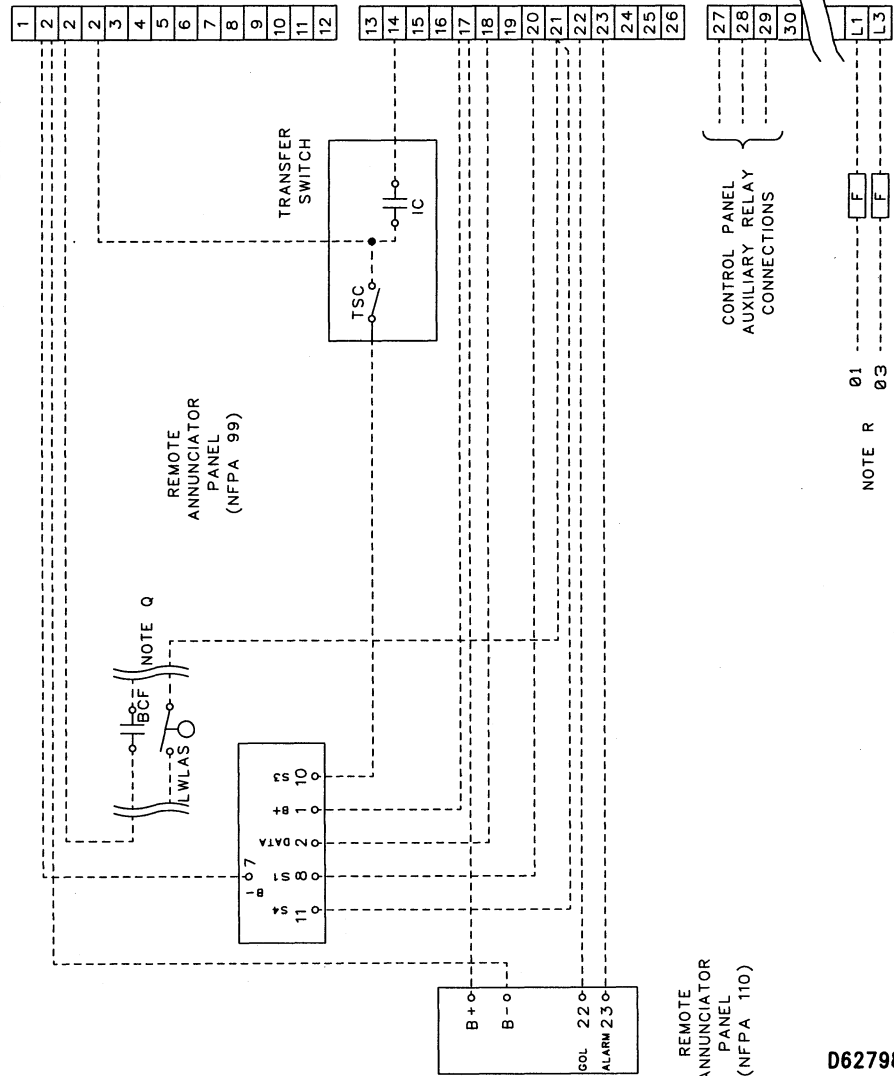 1
2
2
2
3
4
5
6
7
8
9
10
11
12
13
14
15
16
17
18
19
20
21
22
23
24
25
26
27
28
29
30
L1
L3
TRANSFER
SWITCH
IC
TSC
REMOTE
ANNUNCIATOR
PANEL
(NFPA 99)
CONTROL PANEL
AUXILIARY RELAY
CONNECTIONS
F
F
NOTE R
01
03
NOTE Q
BCF
LWLAS
S3 10
B+ 1
DATA 2
S1 8
S4 11
B- 7
B+
B-
GOL 22
ALARM 23
REMOTE
ANNUNCIATOR
PANEL
(NFPA 110)
D62798